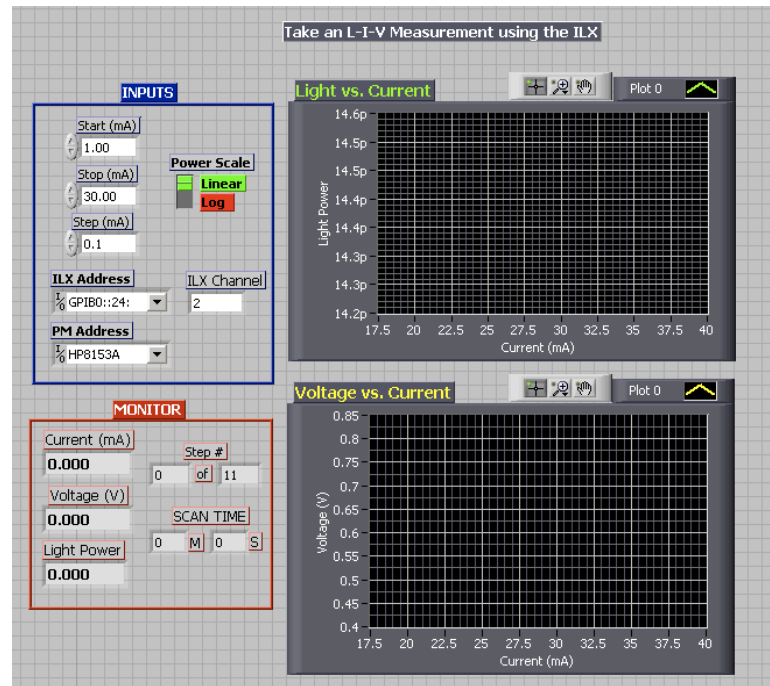 Take an L-I-V Measurement using the ILX
INPUTS
Start (mA)
1.00
Stop (mA)
30.00
Step (mA)
0.1
Power Scale
Linear
Log
ILX Address
GPIB0::24:
ILX Channel
2
PM Address
HP8153A
MONITOR
Current (mA)
0.000
Voltage (V)
0.000
Light Power
0.000
Step #
0 of 11
SCAN TIME
0 M 0 S
Light vs. Current
Plot 0
Light Power
14.6p
14.5p
14.5p
14.4p
14.4p
14.3p
14.3p
14.2p
17.5 20 22.5 25 27.5 30 32.5 35 37.5 40
Current (mA)
Voltage vs. Current
Plot 0
Voltage (V)
0.85
0.8
0.75
0.7
0.65
0.6
0.55
0.5
0.45
0.4
17.5 20 22.5 25 27.5 30 32.5 35 37.5 40
Current (mA)